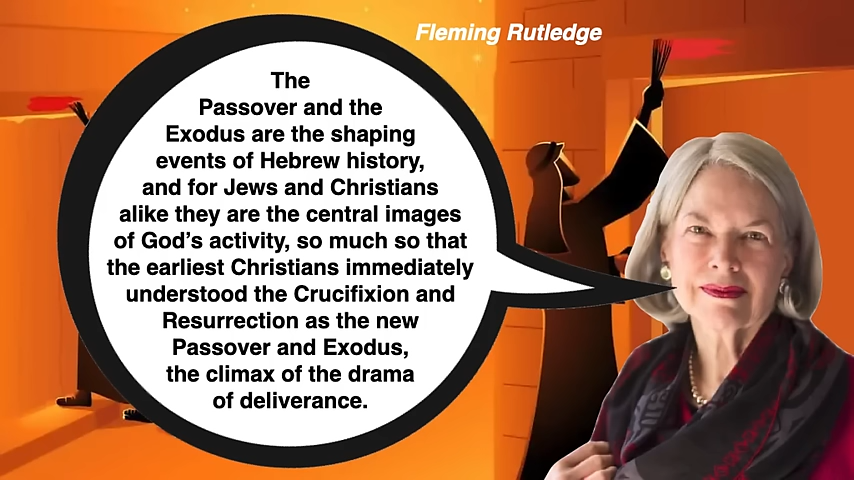 Fleming Rutledge
The
Passover and the
Exodus are the shaping
events of Hebrew history,
and for Jews and Christians
alike they are the central images
of God's activity, so much so that
the earliest Christians immediately
understood the Crucifixion and
Resurrection as the new
Passover and Exodus,
the climax of the drama
of deliverance.